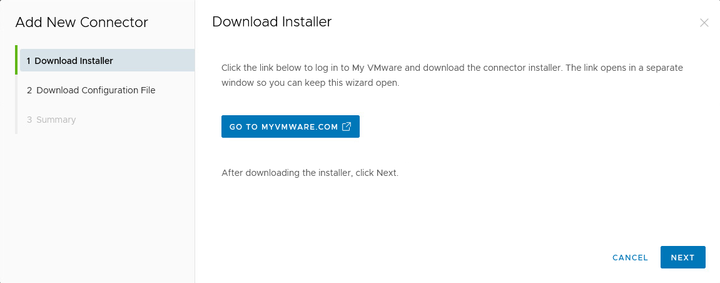 Add New Connector
1 Download Installer
2 Download Configuration File
3 Summary
Download Installer
Click the link below to log in to My VMware and download the connector installer. The link opens in a separate
window so you can keep this wizard open.
GO TO MYVMWARE.COM
After downloading the installer, click Next.
CANCEL
NEXT